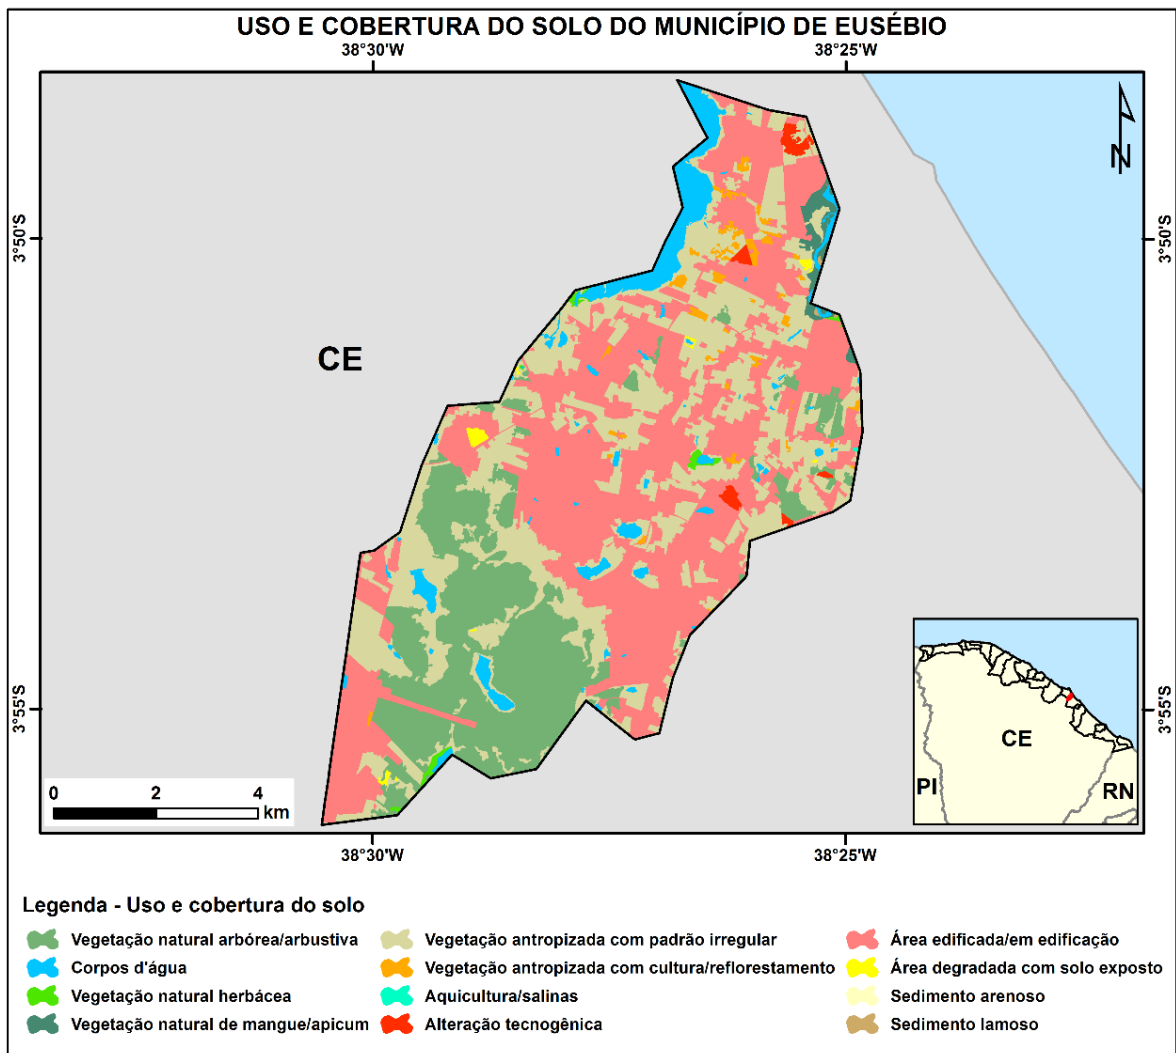 USO E COBERTURA DO SOLO DO MUNICÍPIO DE EUSÉBIO
38°30'W
38°25'W
N
3°50'S
3°50'S
CE
3°55'S
3°55'S
0 2 4
km
CE
PI
RN
38°30'W
38°25'W
Legenda - Uso e cobertura do solo
Vegetação natural arbórea/arbustiva
Corpos d'água
Vegetação natural herbácea
Vegetação natural de mangue/apicum
Vegetação antropizada com padrão irregular
Vegetação antropizada com cultura/reflorestamento
Aquicultura/salinas
Alteração tecnogênica
Área edificada/em edificação
Área degradada com solo exposto
Sedimento arenoso
Sedimento lamoso